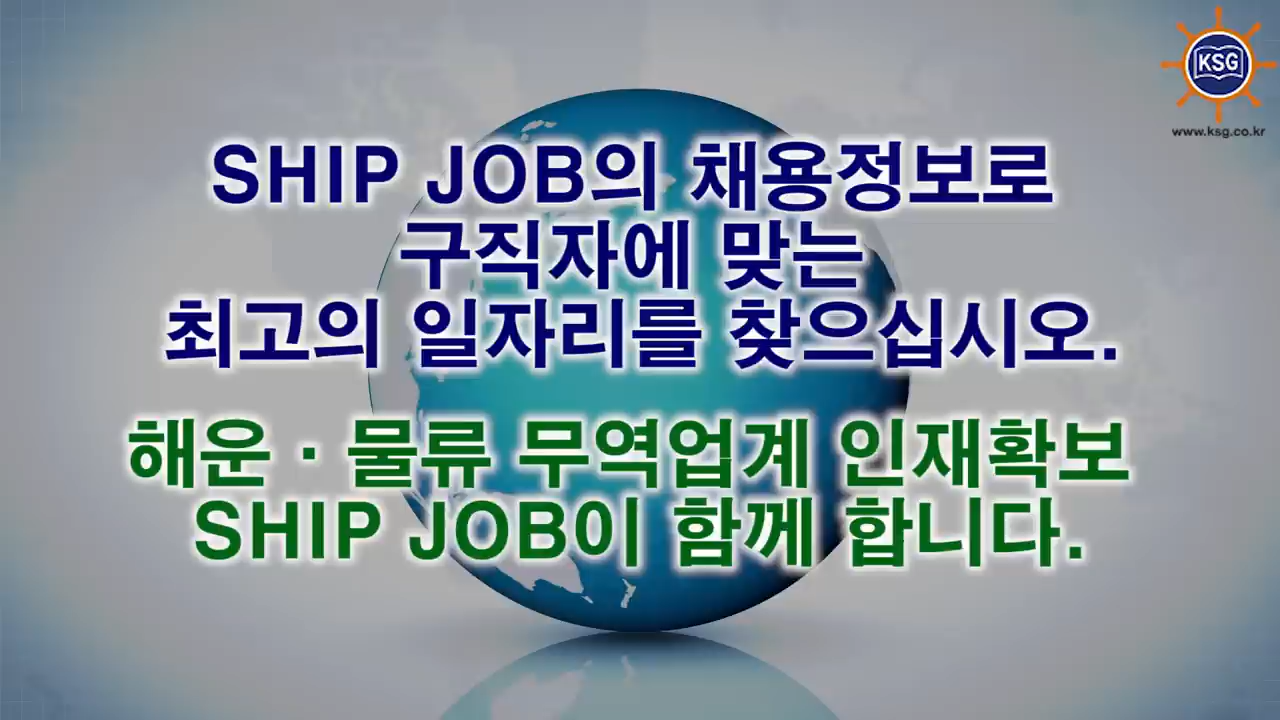 KSG
www.ksg.co.kr
SHIP JOB의 채용정보로
구직자에 맞는
최고의 일자리를 찾으십시오.
해운·물류 무역업계 인재확보
SHIP JOB이 함께 합니다.